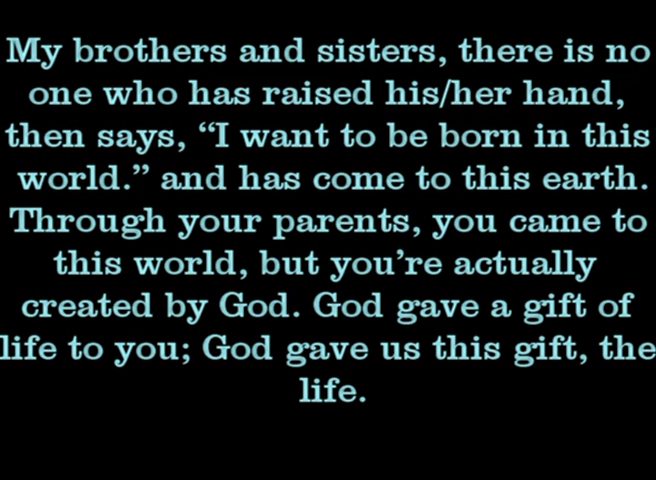 My brothers and sisters, there is no
one who has raised his/her hand,
then says, “I want to be born in this
world.” and has come to this earth.
Through your parents, you came to
this world, but you’re actually
created by God. God gave a gift of
life to you; God gave us this gift, the
life.